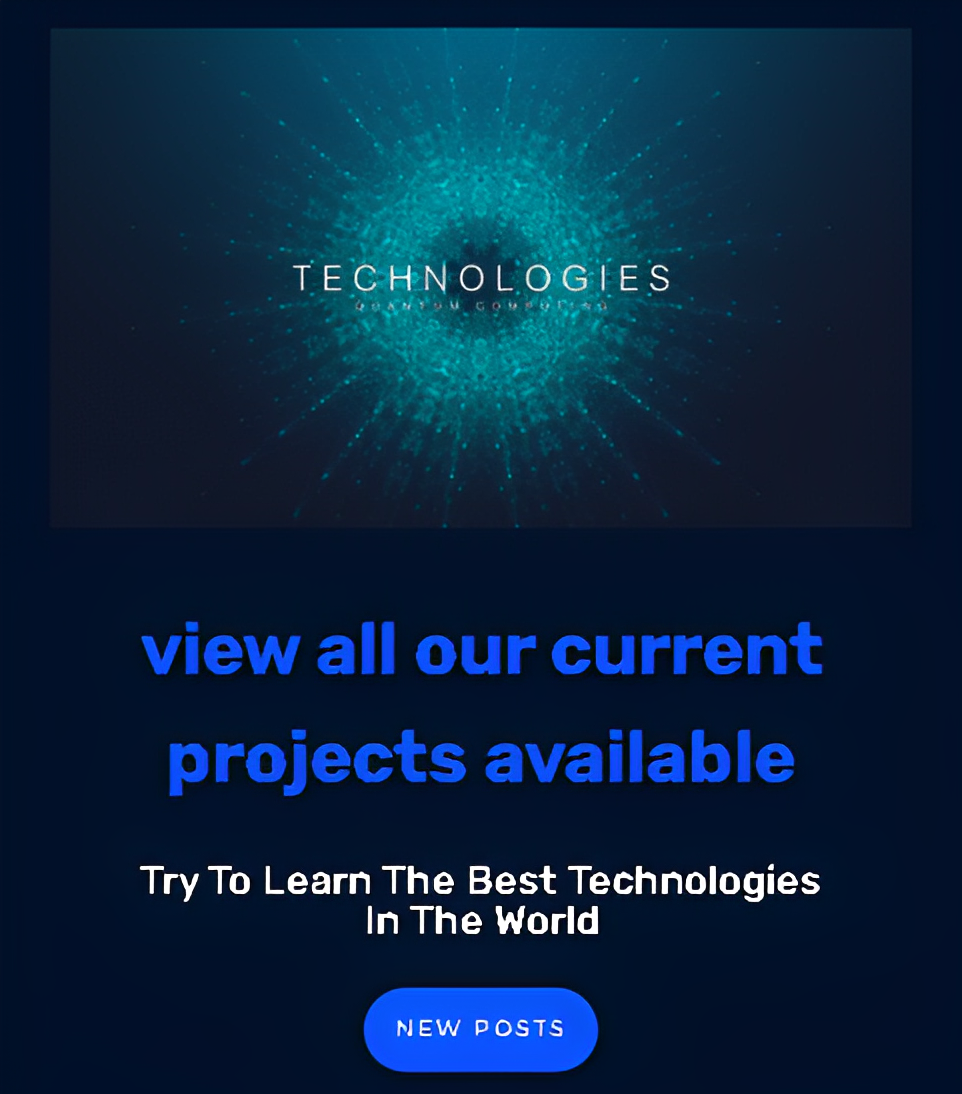 TECHNOLOGIES
QUANTUM COMPUTING
view all our current
projects available
Try To Learn The Best Technologies
In The World
NEW POSTS